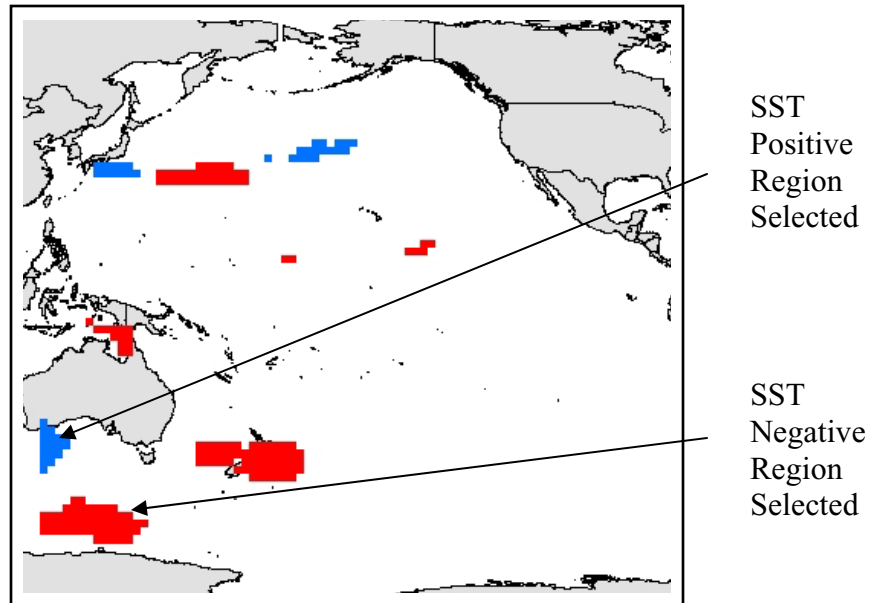 SST
Positive
Region
Selected
SST
Negative
Region
Selected